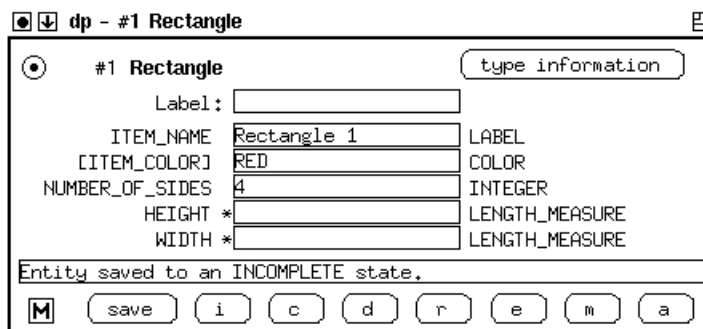 dp - #1 Rectangle
#1 Rectangle type information
Label:
ITEM_NAME Rectangle 1 LABEL
[ITEM_COLOR] RED COLOR
NUMBER_OF_SIDES 4 INTEGER
HEIGHT * LENGTH_MEASURE
WIDTH * LENGTH_MEASURE
Entity saved to an INCOMPLETE state.
M save i c d r e m a